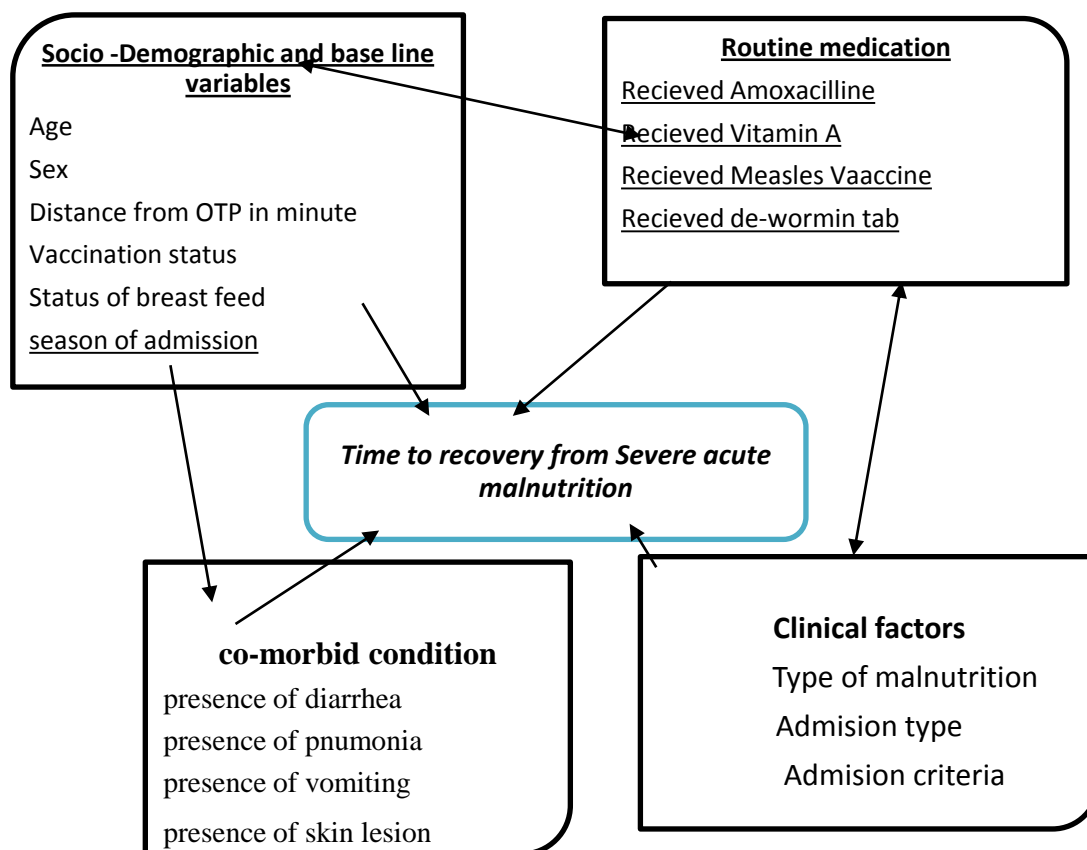 Socio -Demographic and base line
variables
Age
Sex
Distance from OTP in minute
Vaccination status
Status of breast feed
season of admission
Routine medication
Recieved Amoxacilline
Recieved Vitamin A
Recieved Measles Vaaccine
Recieved de-wormin tab
Time to recovery from Severe acute
malnutrition
co-morbid condition
presence of diarrhea
presence of pnumonia
presence of vomiting
presence of skin lesion
Clinical factors
Type of malnutrition
Admision type
Admision criteria